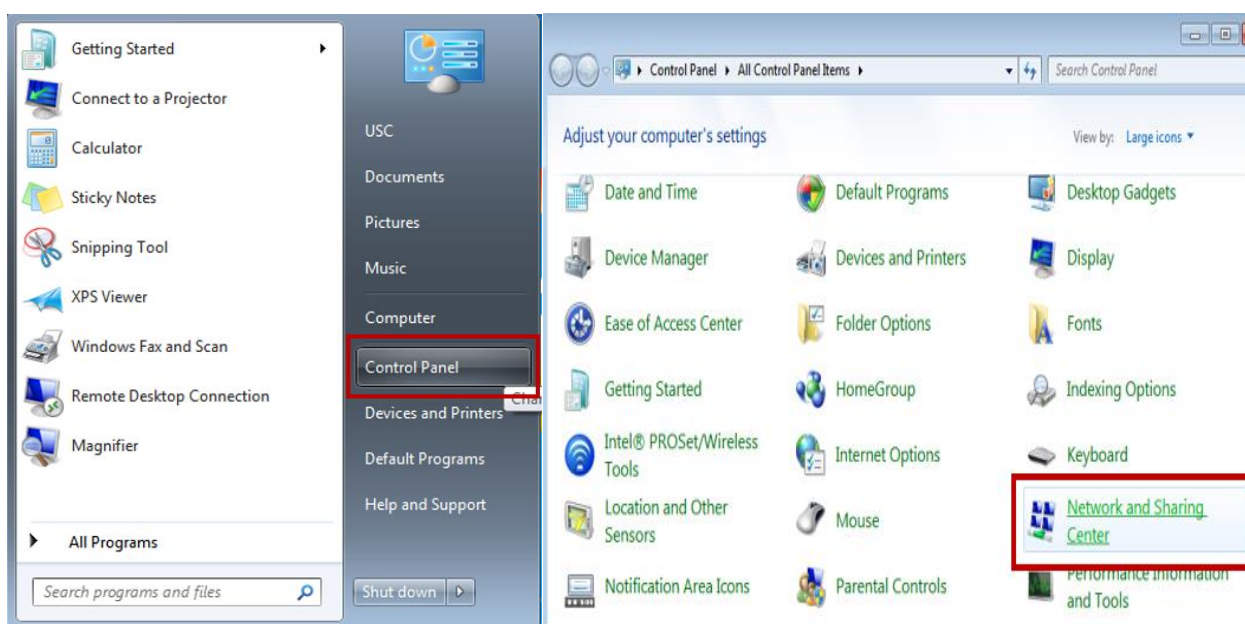 Getting Started
Connect to a Projector
Calculator
Sticky Notes
Snipping Tool
XPS Viewer
Windows Fax and Scan
Remote Desktop Connection
Magnifier
All Programs
Search programs and files
USC
Documents
Pictures
Music
Computer
Control Panel
Devices and Printers
Default Programs
Help and Support
Shut down
Control Panel All Control Panel Items
Search Control Panel
Adjust your computer's settings
View by: Large icons
Date and Time
Default Programs
Desktop Gadgets
Device Manager
Devices and Printers
Display
Ease of Access Center
Folder Options
Fonts
Getting Started
HomeGroup
Indexing Options
Intel® PROSet/Wireless
Tools
Internet Options
Keyboard
Location and Other
Sensors
Mouse
Network and Sharing
Center
Notification Area Icons
Parental Controls
Performance Information
and Tools